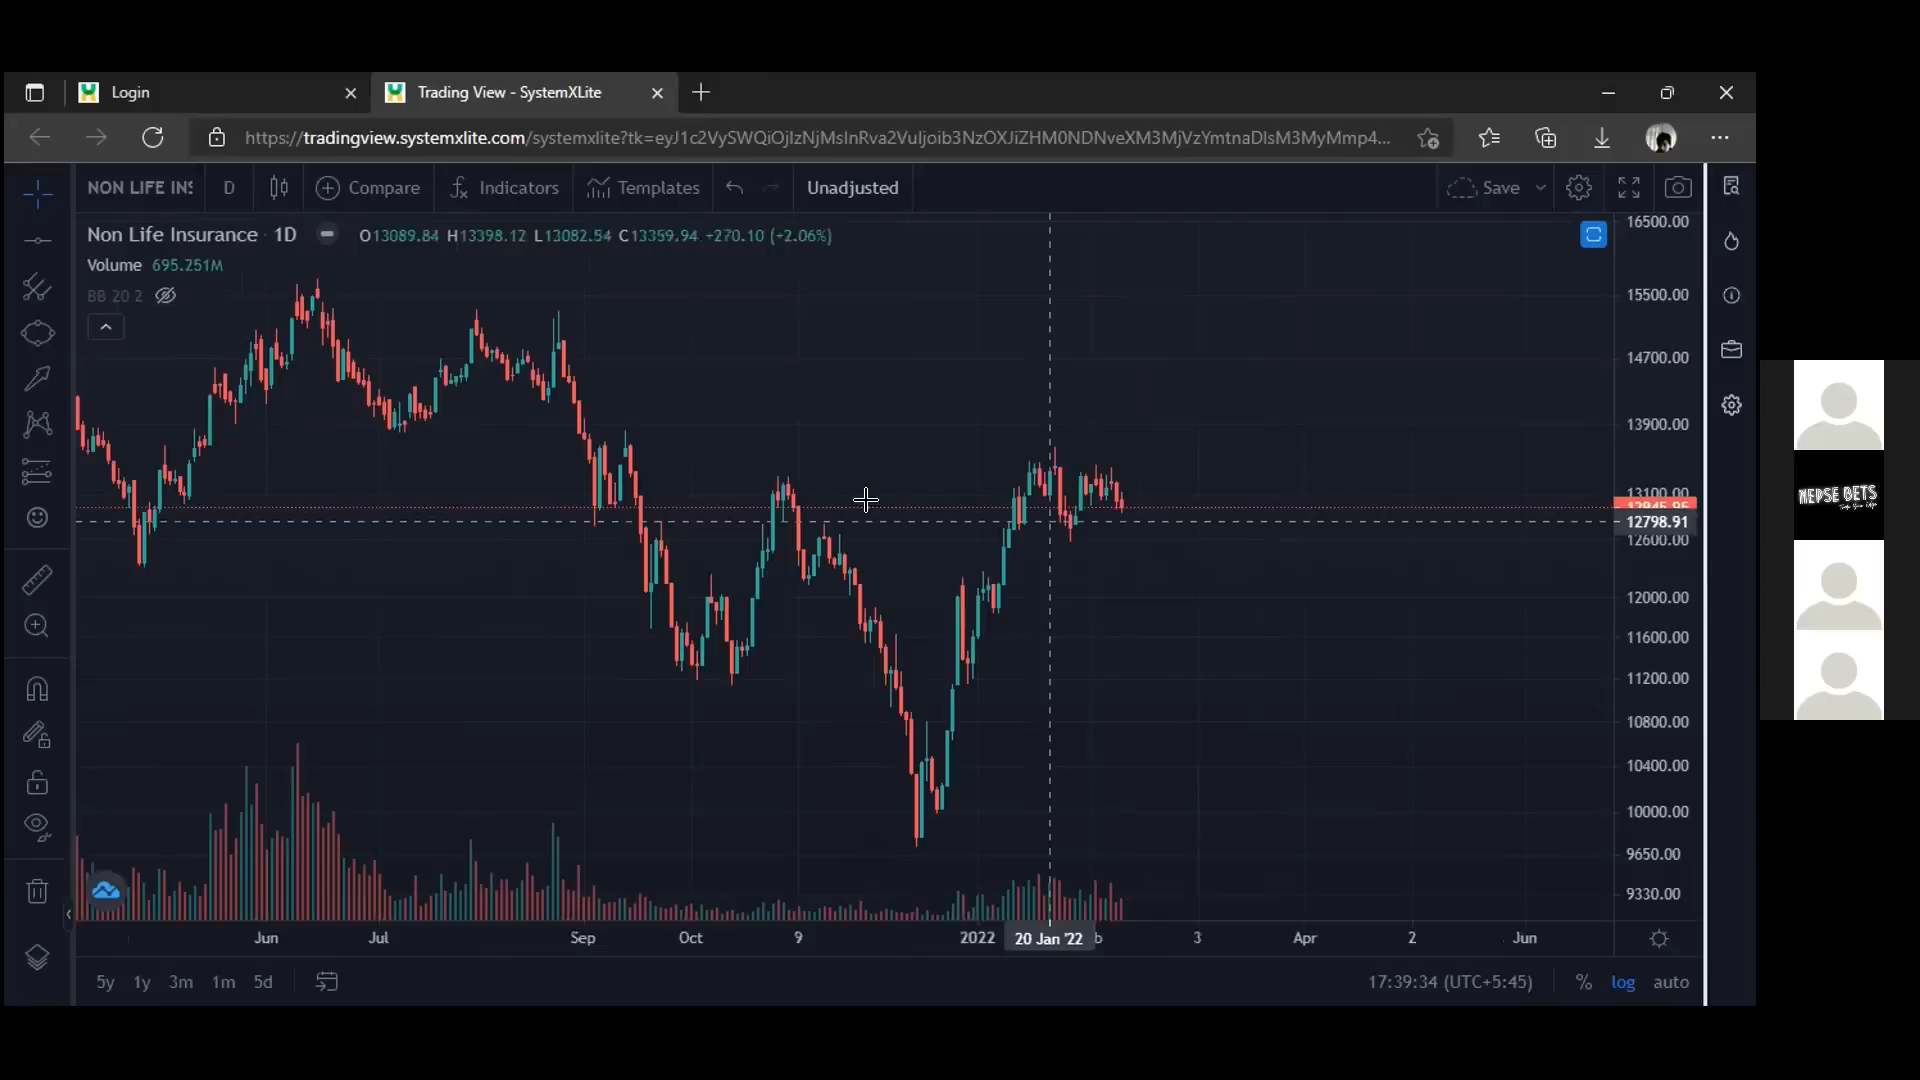 Login
Trading View - SystemXLite
https://tradingview.systemxlite.com/systemxlite?tk=eyJ1c2VySWQiOjIzNjMsInRva2VuIjoib3NzOXJiZHM0NDNveXM3MjVzYmtnaDlsM3MyMmp4...
NON LIFE INS D Compare Indicators Templates Unadjusted Save
Non Life Insurance · 1D O13089.84 H13398.12 L13082.54 C13359.94 +270.10 (+2.06%)
Volume 695.251M
BB 20 2
16500.00
15500.00
14700.00
13900.00
13100.00
12945.95
12798.91
12600.00
12000.00
11600.00
11200.00
10800.00
10400.00
10000.00
9650.00
9330.00
Jun Jul Sep Oct 9 2022 20 Jan '22 b 3 Apr 2 Jun
5y 1y 3m 1m 5d 17:39:34 (UTC+5:45) % log auto
NEPSE BETS